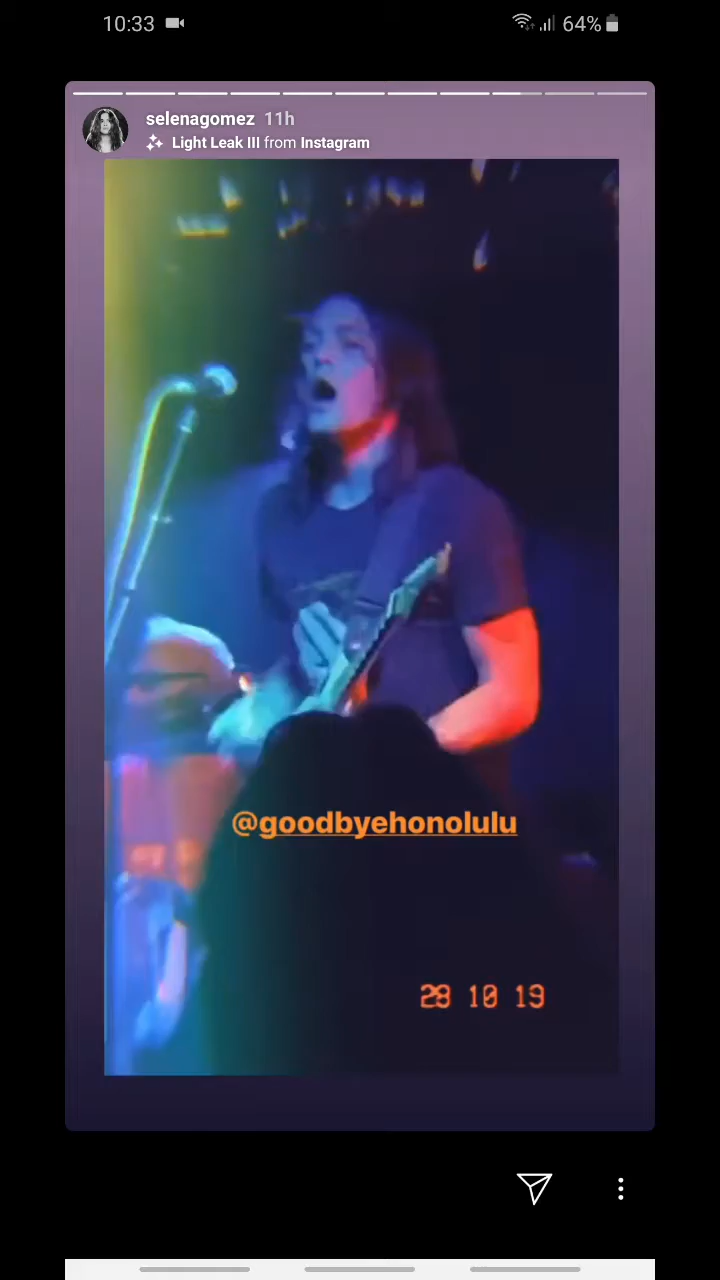 10:33 64%
selenagomez 11h
Light Leak III from Instagram
@goodbyehonolulu
28 10 19